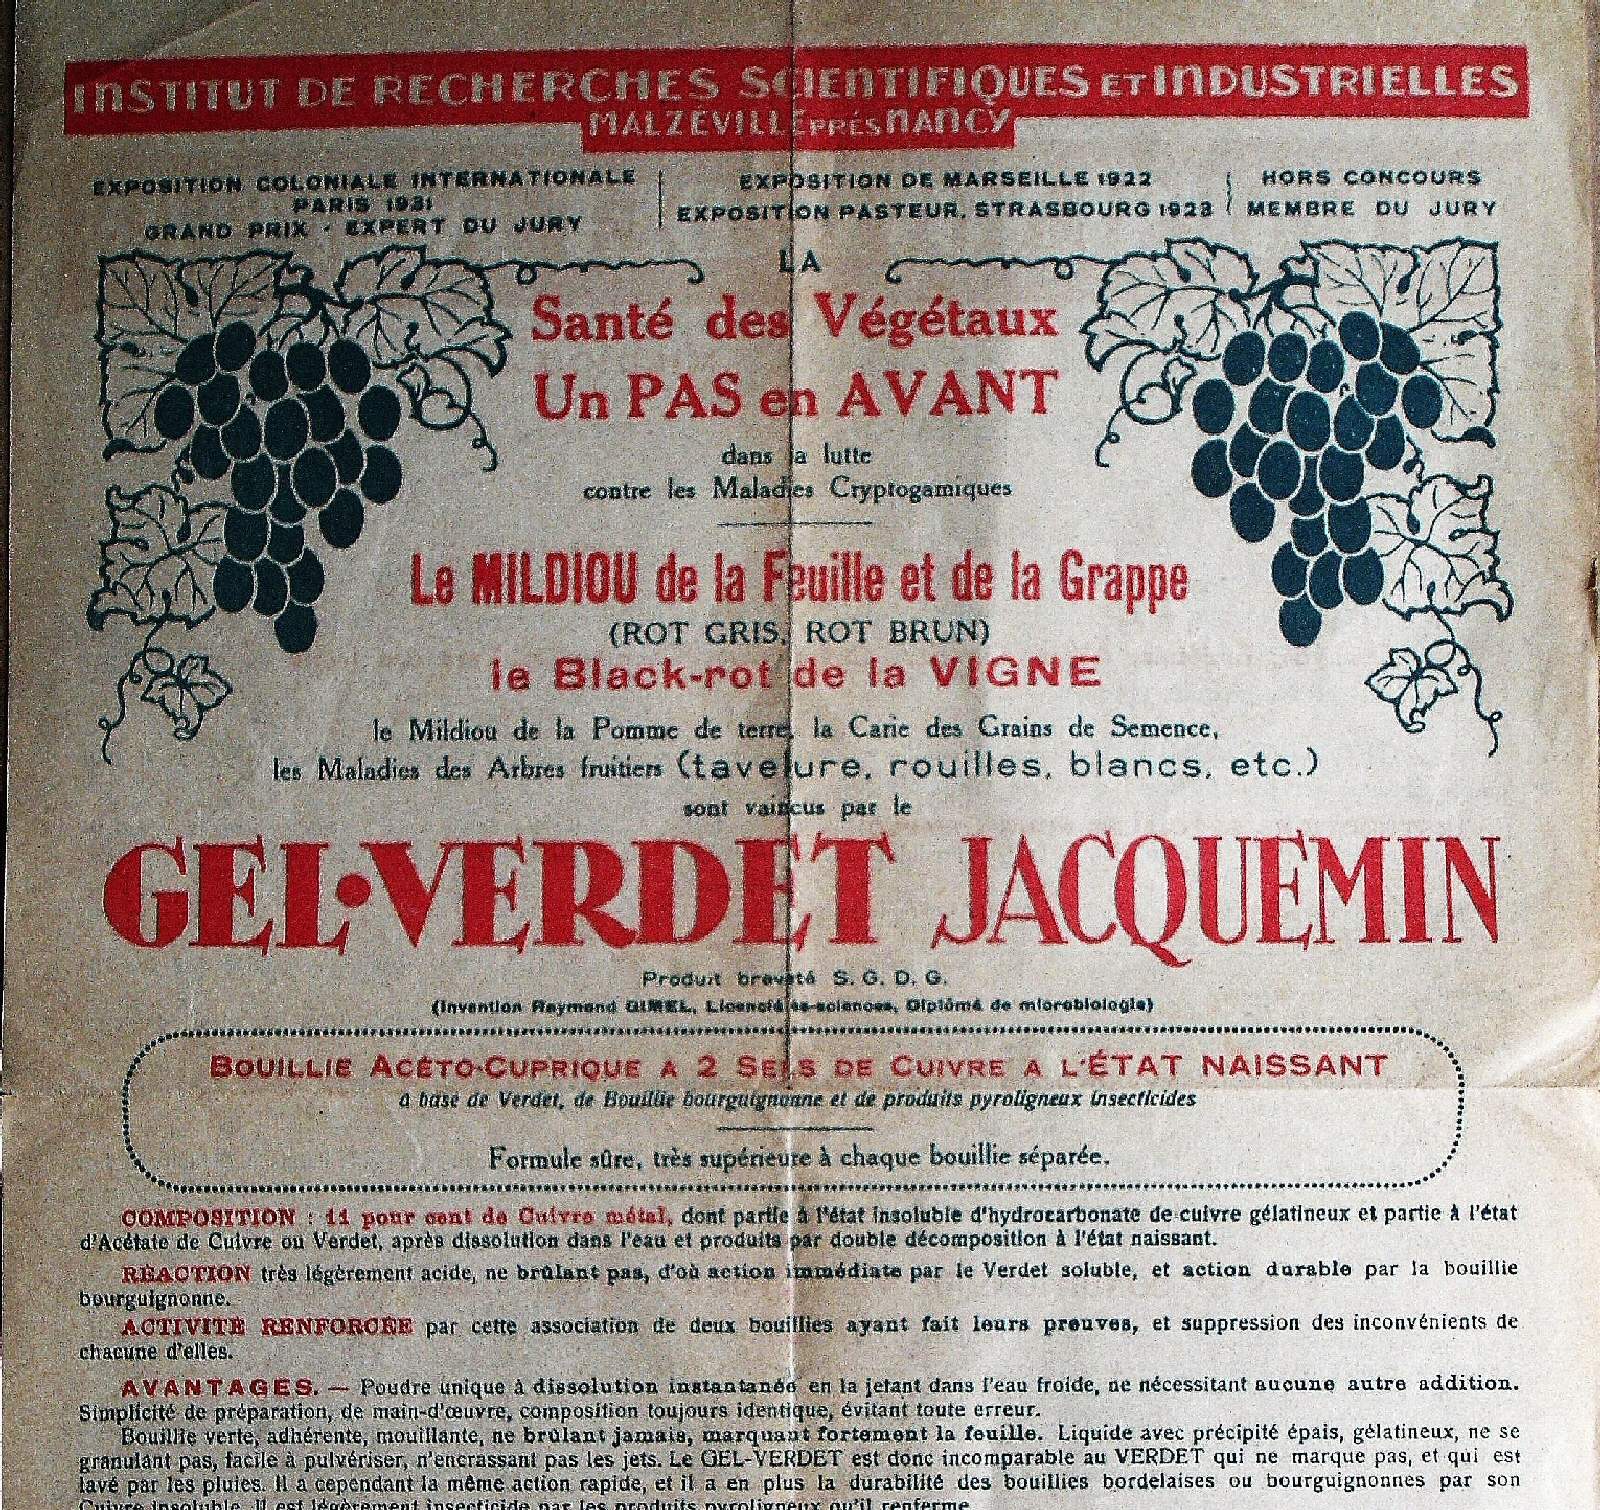 INSTITUT DE RECHERCHES SCIENTIFIQUES ET INDUSTRIELLES
MALZÉVILLE PRÉS NANCY
EXPOSITION COLONIALE INTERNATIONALE
PARIS 1931
GRAND PRIX · EXPERT DU JURY
EXPOSITION DE MARSEILLE 1922
EXPOSITION PASTEUR, STRASBOURG 1923
HORS CONCOURS
MEMBRE DU JURY
LA
Santé des Végétaux
Un PAS en AVANT
dans la lutte
contre les Maladies Cryptogamiques
Le MILDIOU de la Feuille et de la Grappe
(ROT GRIS, ROT BRUN)
le Black-rot de la VIGNE
le Mildiou de la Pomme de terre, la Carie des Grains de Semence,
les Maladies des Arbres fruitiers (tavelure, rouilles, blancs, etc.)
sont vaincus par le
GEL·VERDET JACQUEMIN
Produit breveté S. G. D. G.
(Invention Raymond GIMEL, Licencié ès-sciences, Diplômé de microbiologie)
BOUILLIE ACÉTO-CUPRIQUE A 2 SELS DE CUIVRE A L'ÉTAT NAISSANT
à base de Verdet, de Bouillie bourguignonne et de produits pyroligneux insecticides
Formule sûre, très supérieure à chaque bouillie séparée.
COMPOSITION : 11 pour cent de Cuivre métal, dont partie à l'état insoluble d'hydrocarbonate de cuivre gélatineux et partie à l'état
d'Acétate de Cuivre ou Verdet, après dissolution dans l'eau et produits par double décomposition à l'état naissant.
RÉACTION très légèrement acide, ne brûlant pas, d'où action immédiate par le Verdet soluble, et action durable par la bouillie
bourguignonne.
ACTIVITÉ RENFORCÉE par cette association de deux bouillies ayant fait leurs preuves, et suppression des inconvénients de
chacune d'elles.
AVANTAGES. — Poudre unique à dissolution instantanée en la jetant dans l'eau froide, ne nécessitant aucune autre addition.
Simplicité de préparation, de main-d'œuvre, composition toujours identique, évitant toute erreur.
Bouillie verte, adhérente, mouillante, ne brûlant jamais, marquant fortement la feuille. Liquide avec précipité épais, gélatineux, ne se
granulant pas, facile à pulvériser, n'encrassant pas les jets. Le GEL-VERDET est donc incomparable au VERDET qui ne marque pas, et qui est
lavé par les pluies. Il a cependant la même action rapide, et il a en plus la durabilité des bouillies bordelaises ou bourguignonnes par son
Cuivre insoluble. Il est légèrement insecticide par les produits pyroligneux qu'il renferme